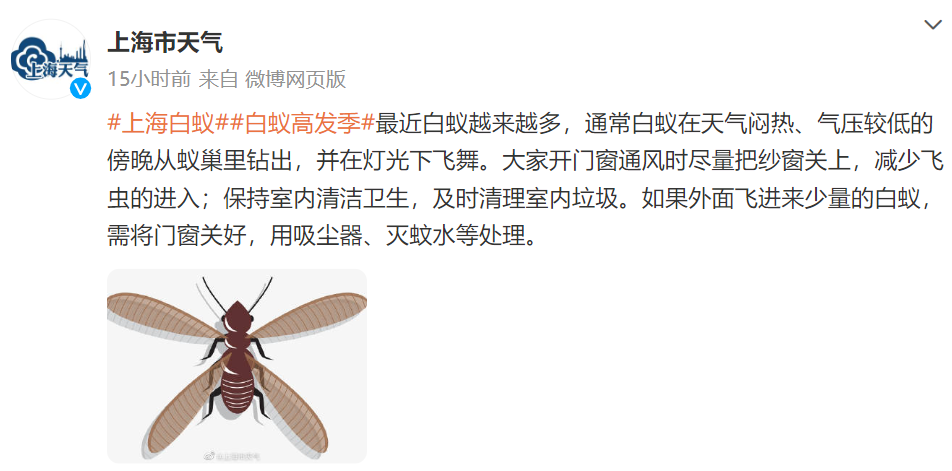 上海市天气
上海天气
15小时前 来自 微博网页版
#上海白蚁##白蚁高发季#最近白蚁越来越多，通常白蚁在天气闷热、气压较低的
傍晚从蚁巢里钻出，并在灯光下飞舞。大家开门窗通风时尽量把纱窗关上，减少飞
虫的进入；保持室内清洁卫生，及时清理室内垃圾。如果外面飞进来少量的白蚁，
需将门窗关好，用吸尘器、灭蚁水等处理。
@上海市天气